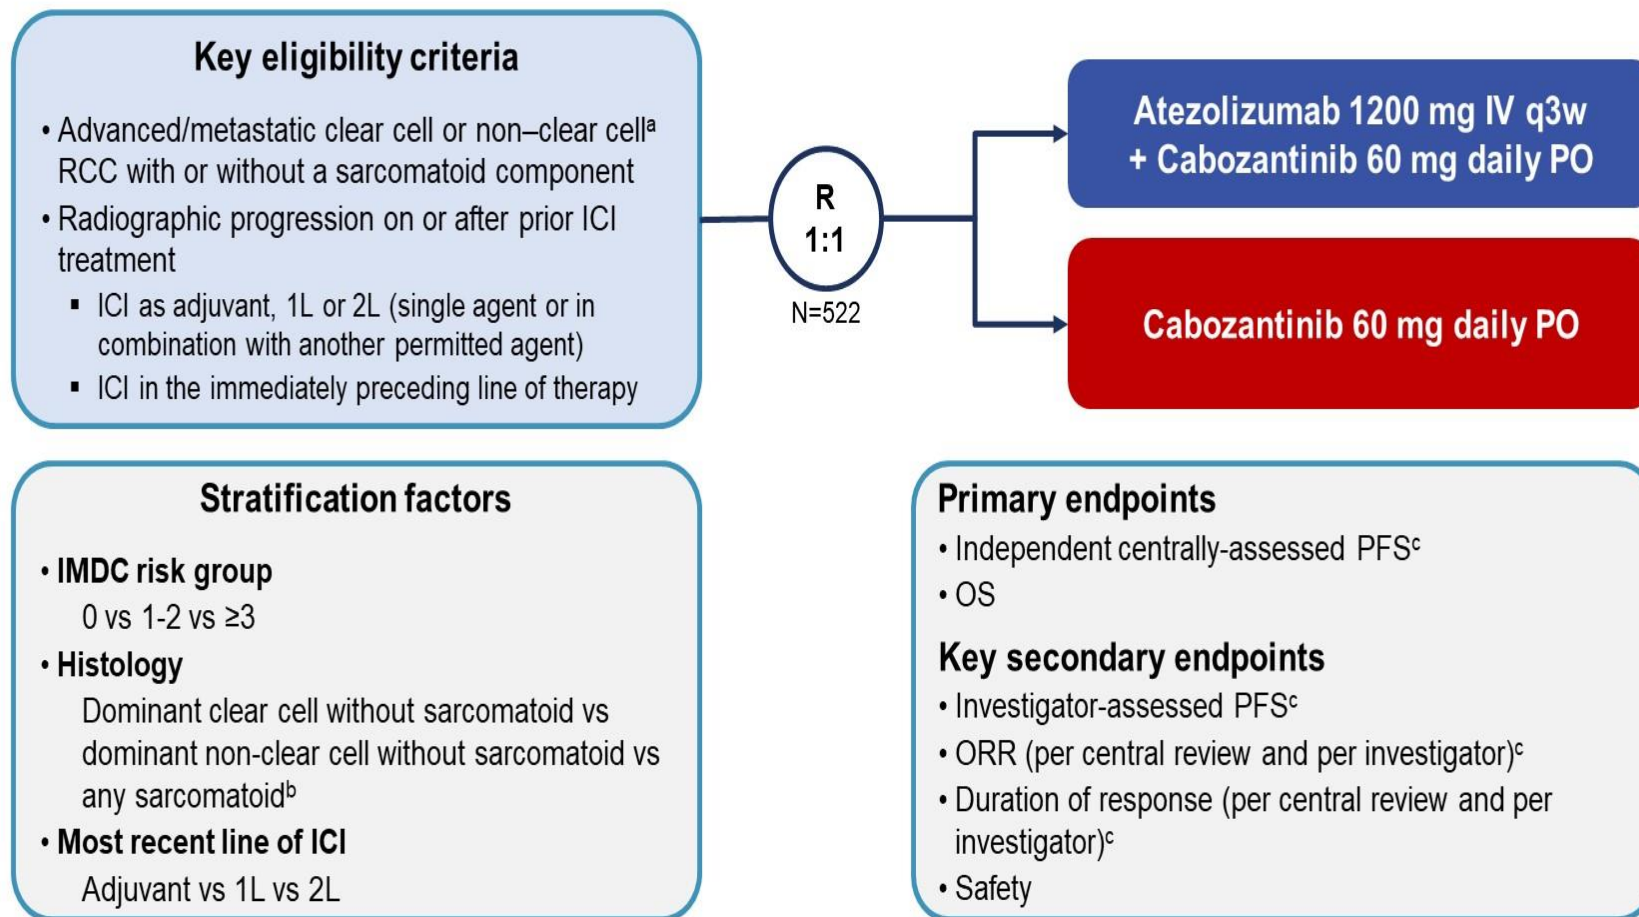 Key eligibility criteria
• Advanced/metastatic clear cell or non–clear cellᵃ
RCC with or without a sarcomatoid component
• Radiographic progression on or after prior ICI
treatment
▪ ICI as adjuvant, 1L or 2L (single agent or in
combination with another permitted agent)
▪ ICI in the immediately preceding line of therapy
R
1:1
N=522
Atezolizumab 1200 mg IV q3w
+ Cabozantinib 60 mg daily PO
Cabozantinib 60 mg daily PO
Stratification factors
• IMDC risk group
0 vs 1-2 vs ≥3
• Histology
Dominant clear cell without sarcomatoid vs
dominant non-clear cell without sarcomatoid vs
any sarcomatoidᵇ
• Most recent line of ICI
Adjuvant vs 1L vs 2L
Primary endpoints
• Independent centrally-assessed PFSᶜ
• OS
Key secondary endpoints
• Investigator-assessed PFSᶜ
• ORR (per central review and per investigator)ᶜ
• Duration of response (per central review and per
investigator)ᶜ
• Safety